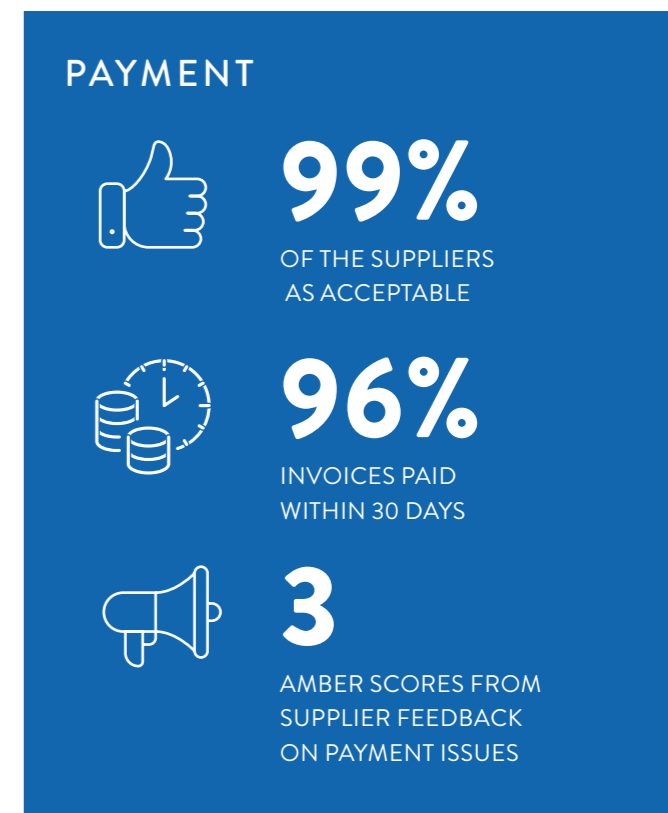 PAYMENT
99%
OF THE SUPPLIERS
AS ACCEPTABLE
96%
INVOICES PAID
WITHIN 30 DAYS
3
AMBER SCORES FROM
SUPPLIER FEEDBACK
ON PAYMENT ISSUES